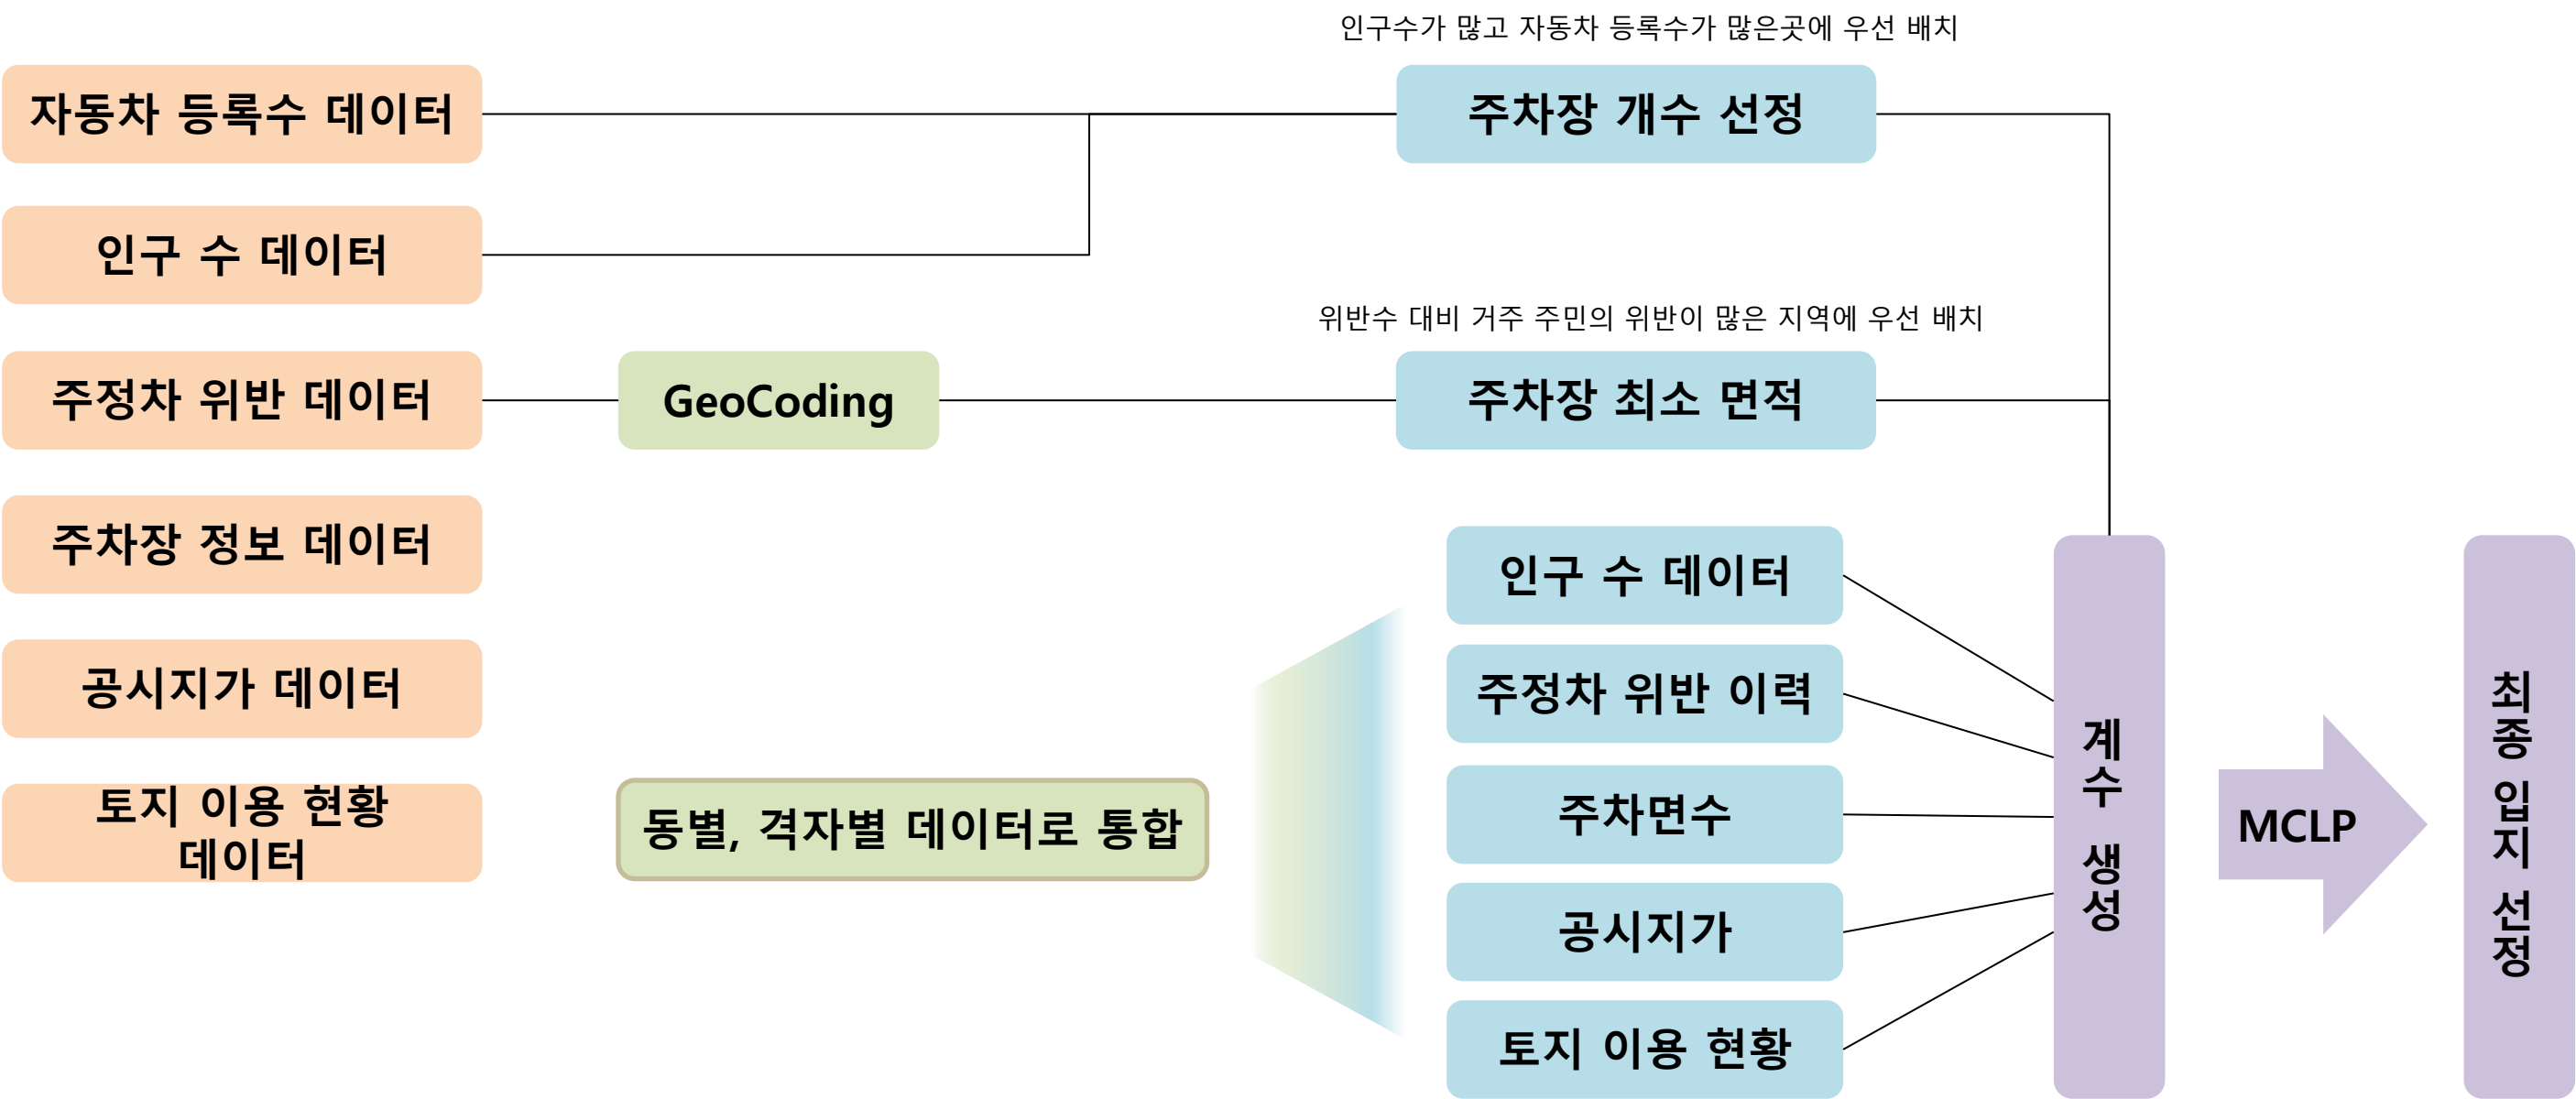 인구수가 많고 자동차 등록수가 많은곳에 우선 배치
자동차 등록수 데이터
주차장 개수 선정
인구 수 데이터
위반수 대비 거주 주민의 위반이 많은 지역에 우선 배치
주정차 위반 데이터
GeoCoding
주차장 최소 면적
주차장 정보 데이터
공시지가 데이터
토지 이용 현황
데이터
동별, 격자별 데이터로 통합
인구 수 데이터
주정차 위반 이력
주차면수
공시지가
토지 이용 현황
계수 생성
MCLP
최종 입지 선정